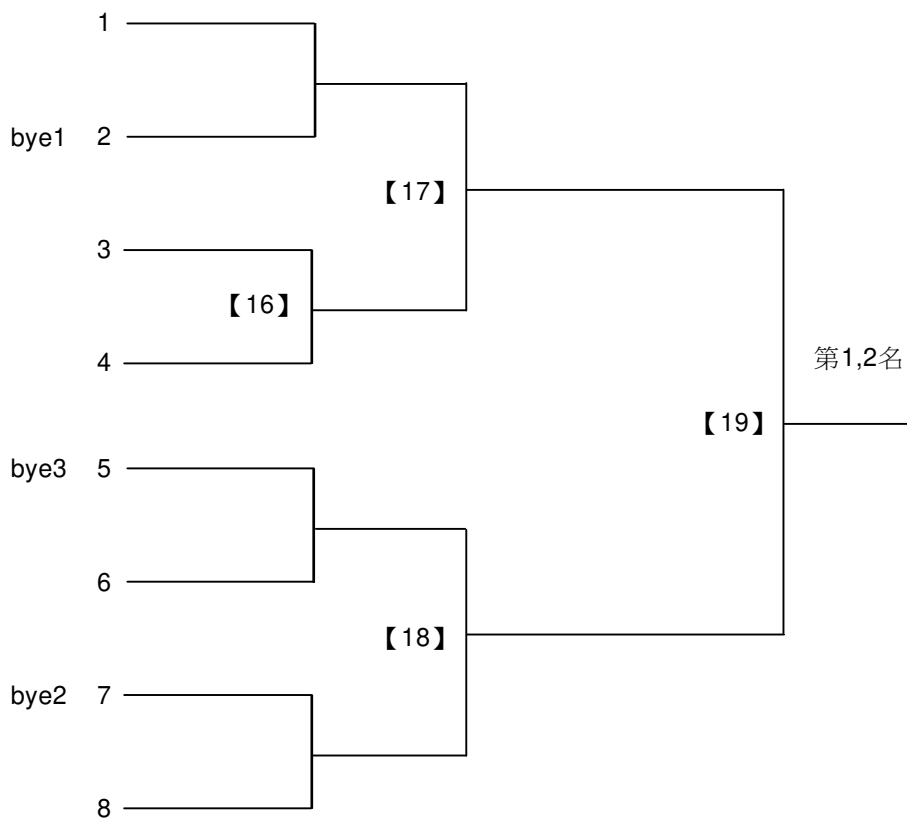 1
bye1 2
【17】
3
【16】
4
第1,2名
【19】
bye3 5
6
【18】
bye2 7
8